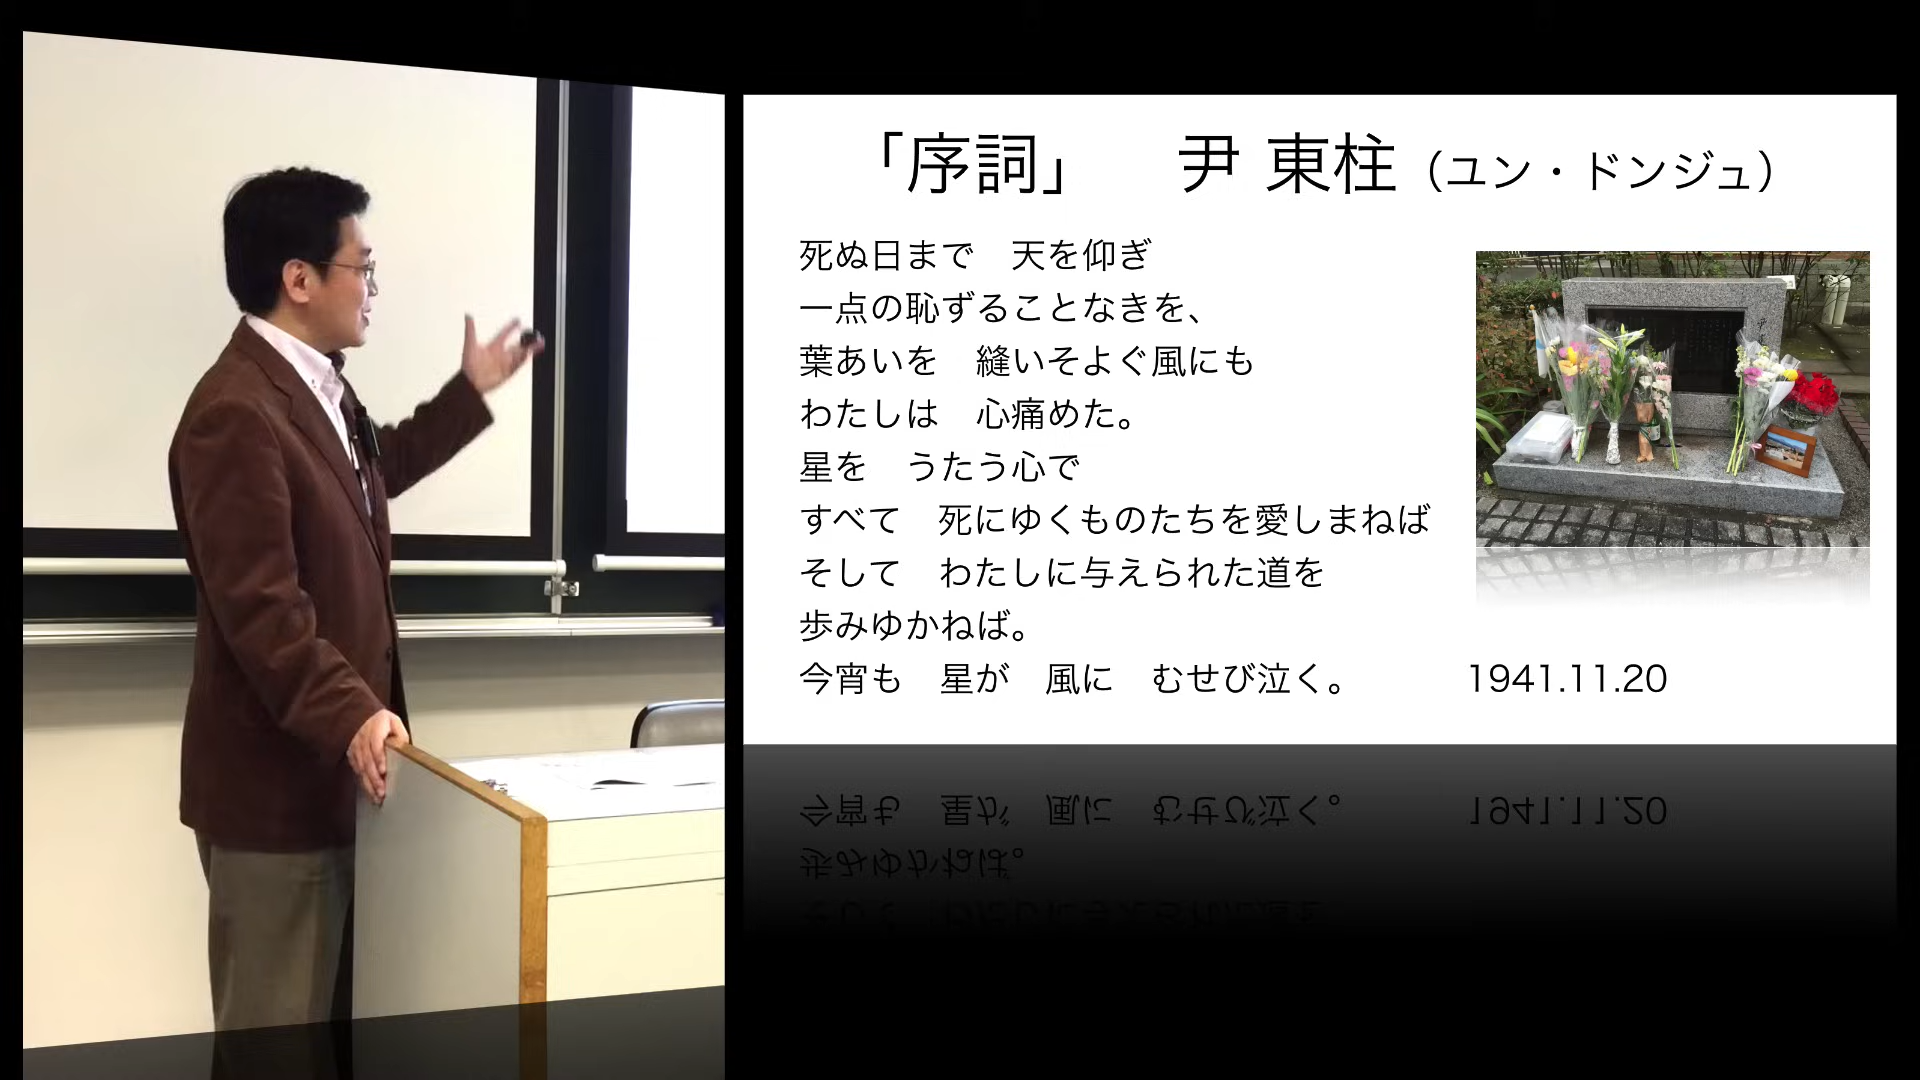 「序詞」　尹 東柱（ユン・ドンジュ）
死ぬ日まで　天を仰ぎ
一点の恥ずることなきを、
葉あいを　縫いそよぐ風にも
わたしは　心痛めた。
星を　うたう心で
すべて　死にゆくものたちを愛しまねば
そして　わたしに与えられた道を
歩みゆかねば。
今宵も　星が　風に　むせび泣く。　1941.11.20